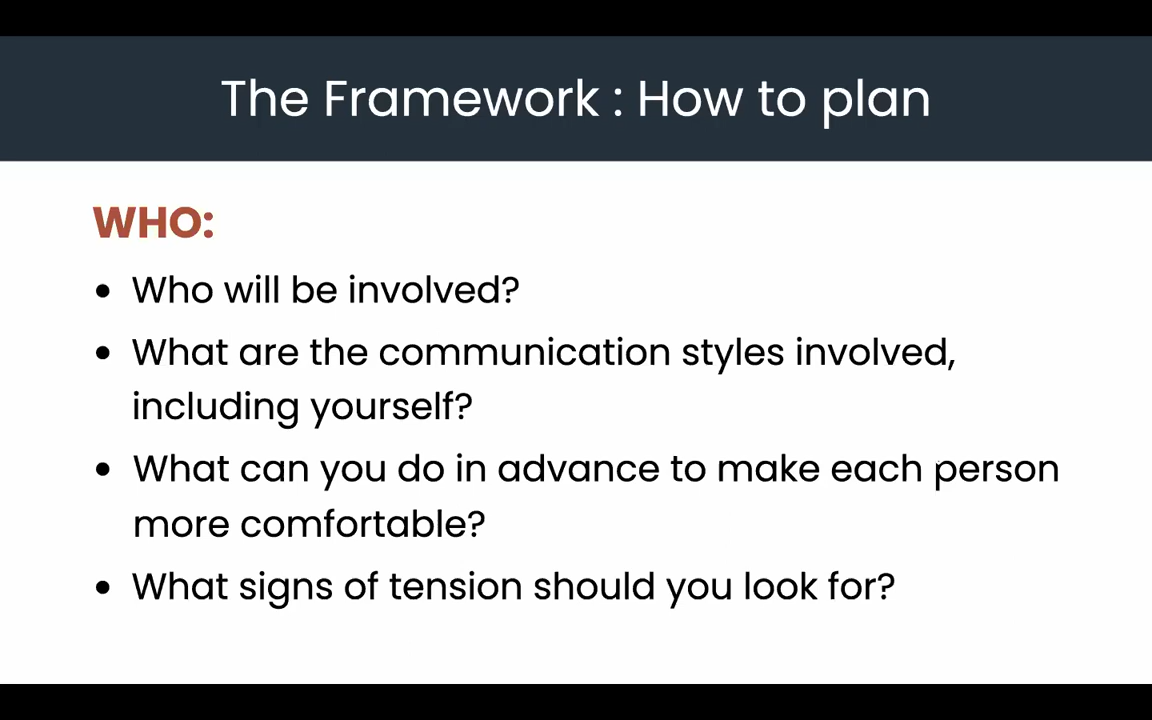 The Framework : How to plan
WHO:
• Who will be involved?
• What are the communication styles involved,
including yourself?
• What can you do in advance to make each person
more comfortable?
• What signs of tension should you look for?